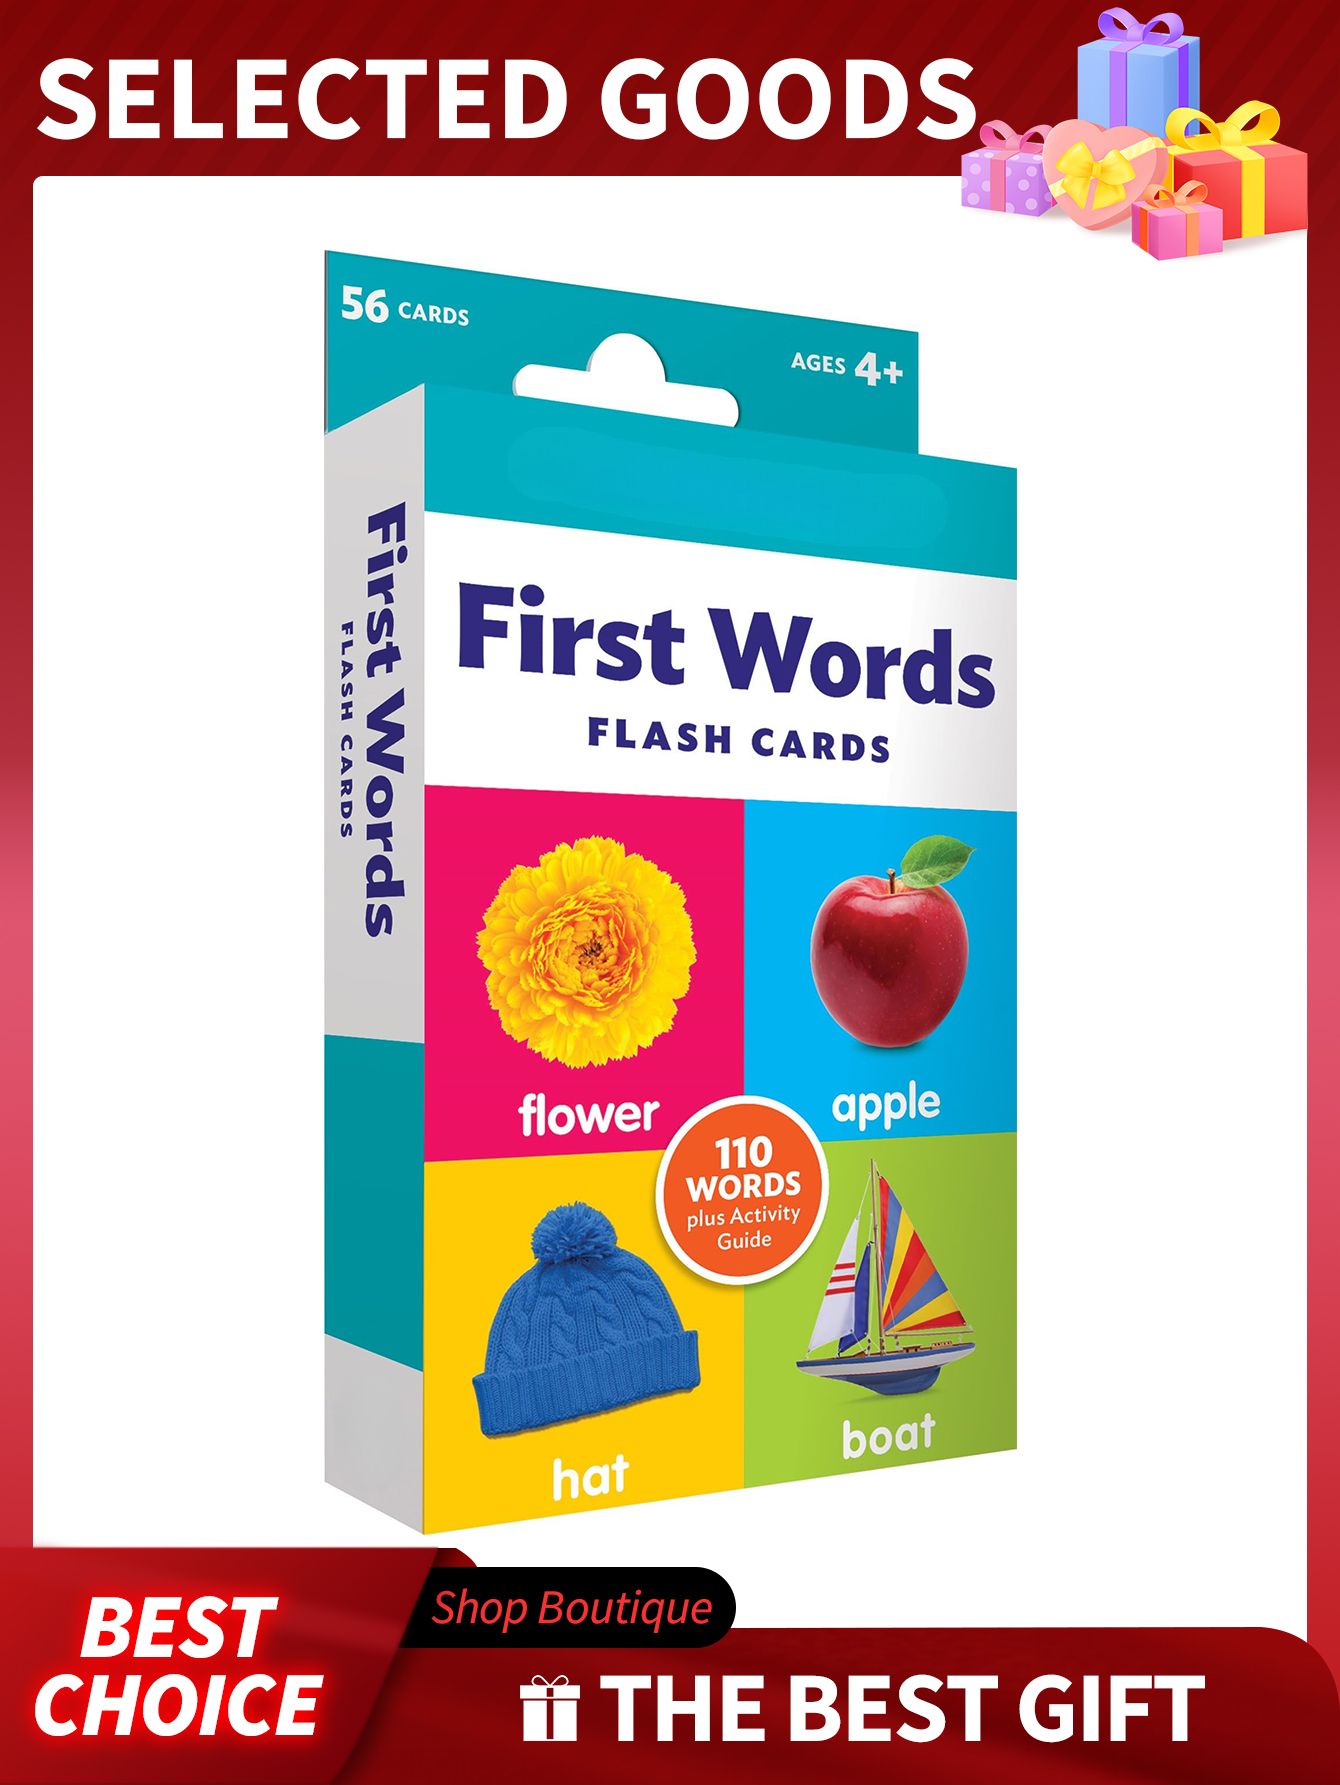 SELECTED GOODS
56 CARDS
AGES 4+
First Words
FLASH CARDS
First Words
FLASH CARDS
flower
apple
110
WORDS
plus Activity
Guide
hat
boat
BEST
CHOICE
Shop Boutique
THE BEST GIFT